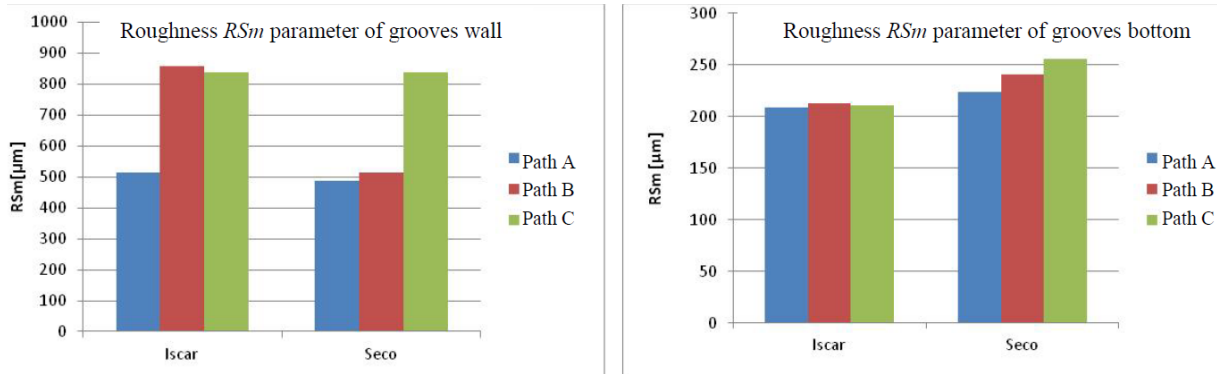 Roughness RSm parameter of grooves wall
1000
900
800
700
600
500
400
300
200
100
0
RSm[µm]
Iscar
Seco
Path A
Path B
Path C
Roughness RSm parameter of grooves bottom
300
250
200
150
100
50
0
RSm [µm]
Iscar
Seco
Path A
Path B
Path C